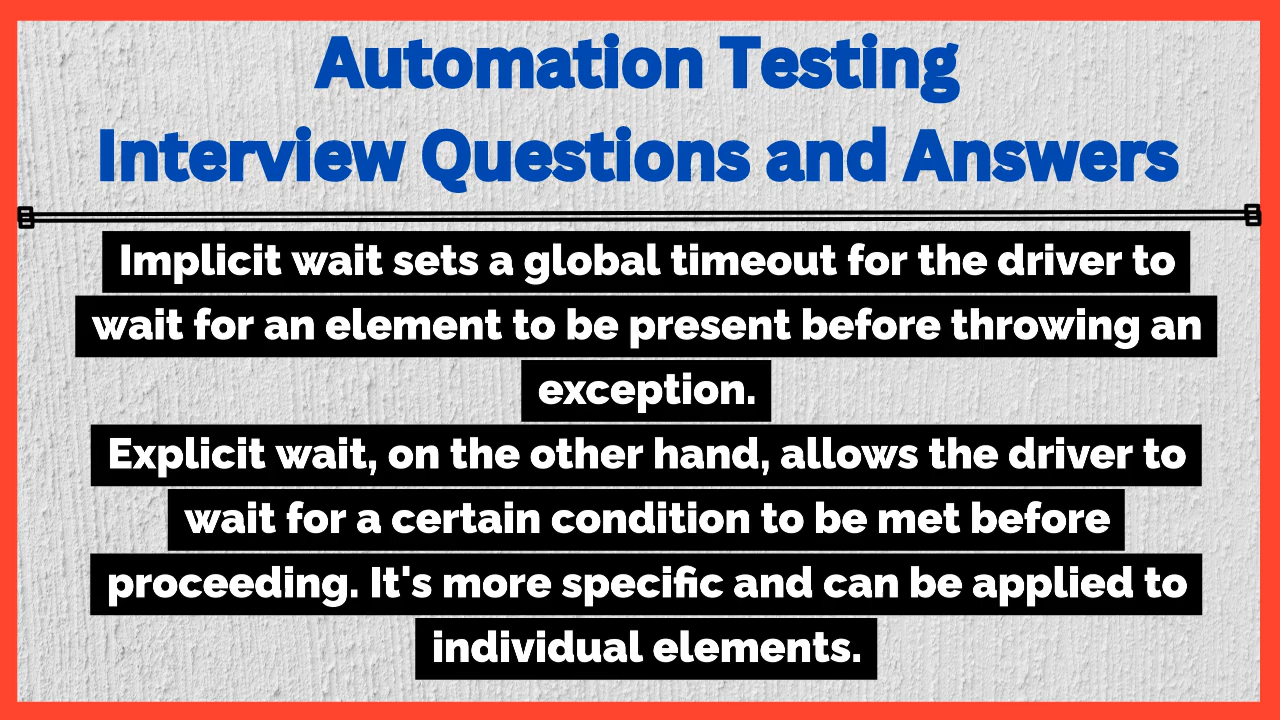 Automation Testing
Interview Questions and Answers
Implicit wait sets a global timeout for the driver to
wait for an element to be present before throwing an
exception.
Explicit wait, on the other hand, allows the driver to
wait for a certain condition to be met before
proceeding. It's more specific and can be applied to
individual elements.